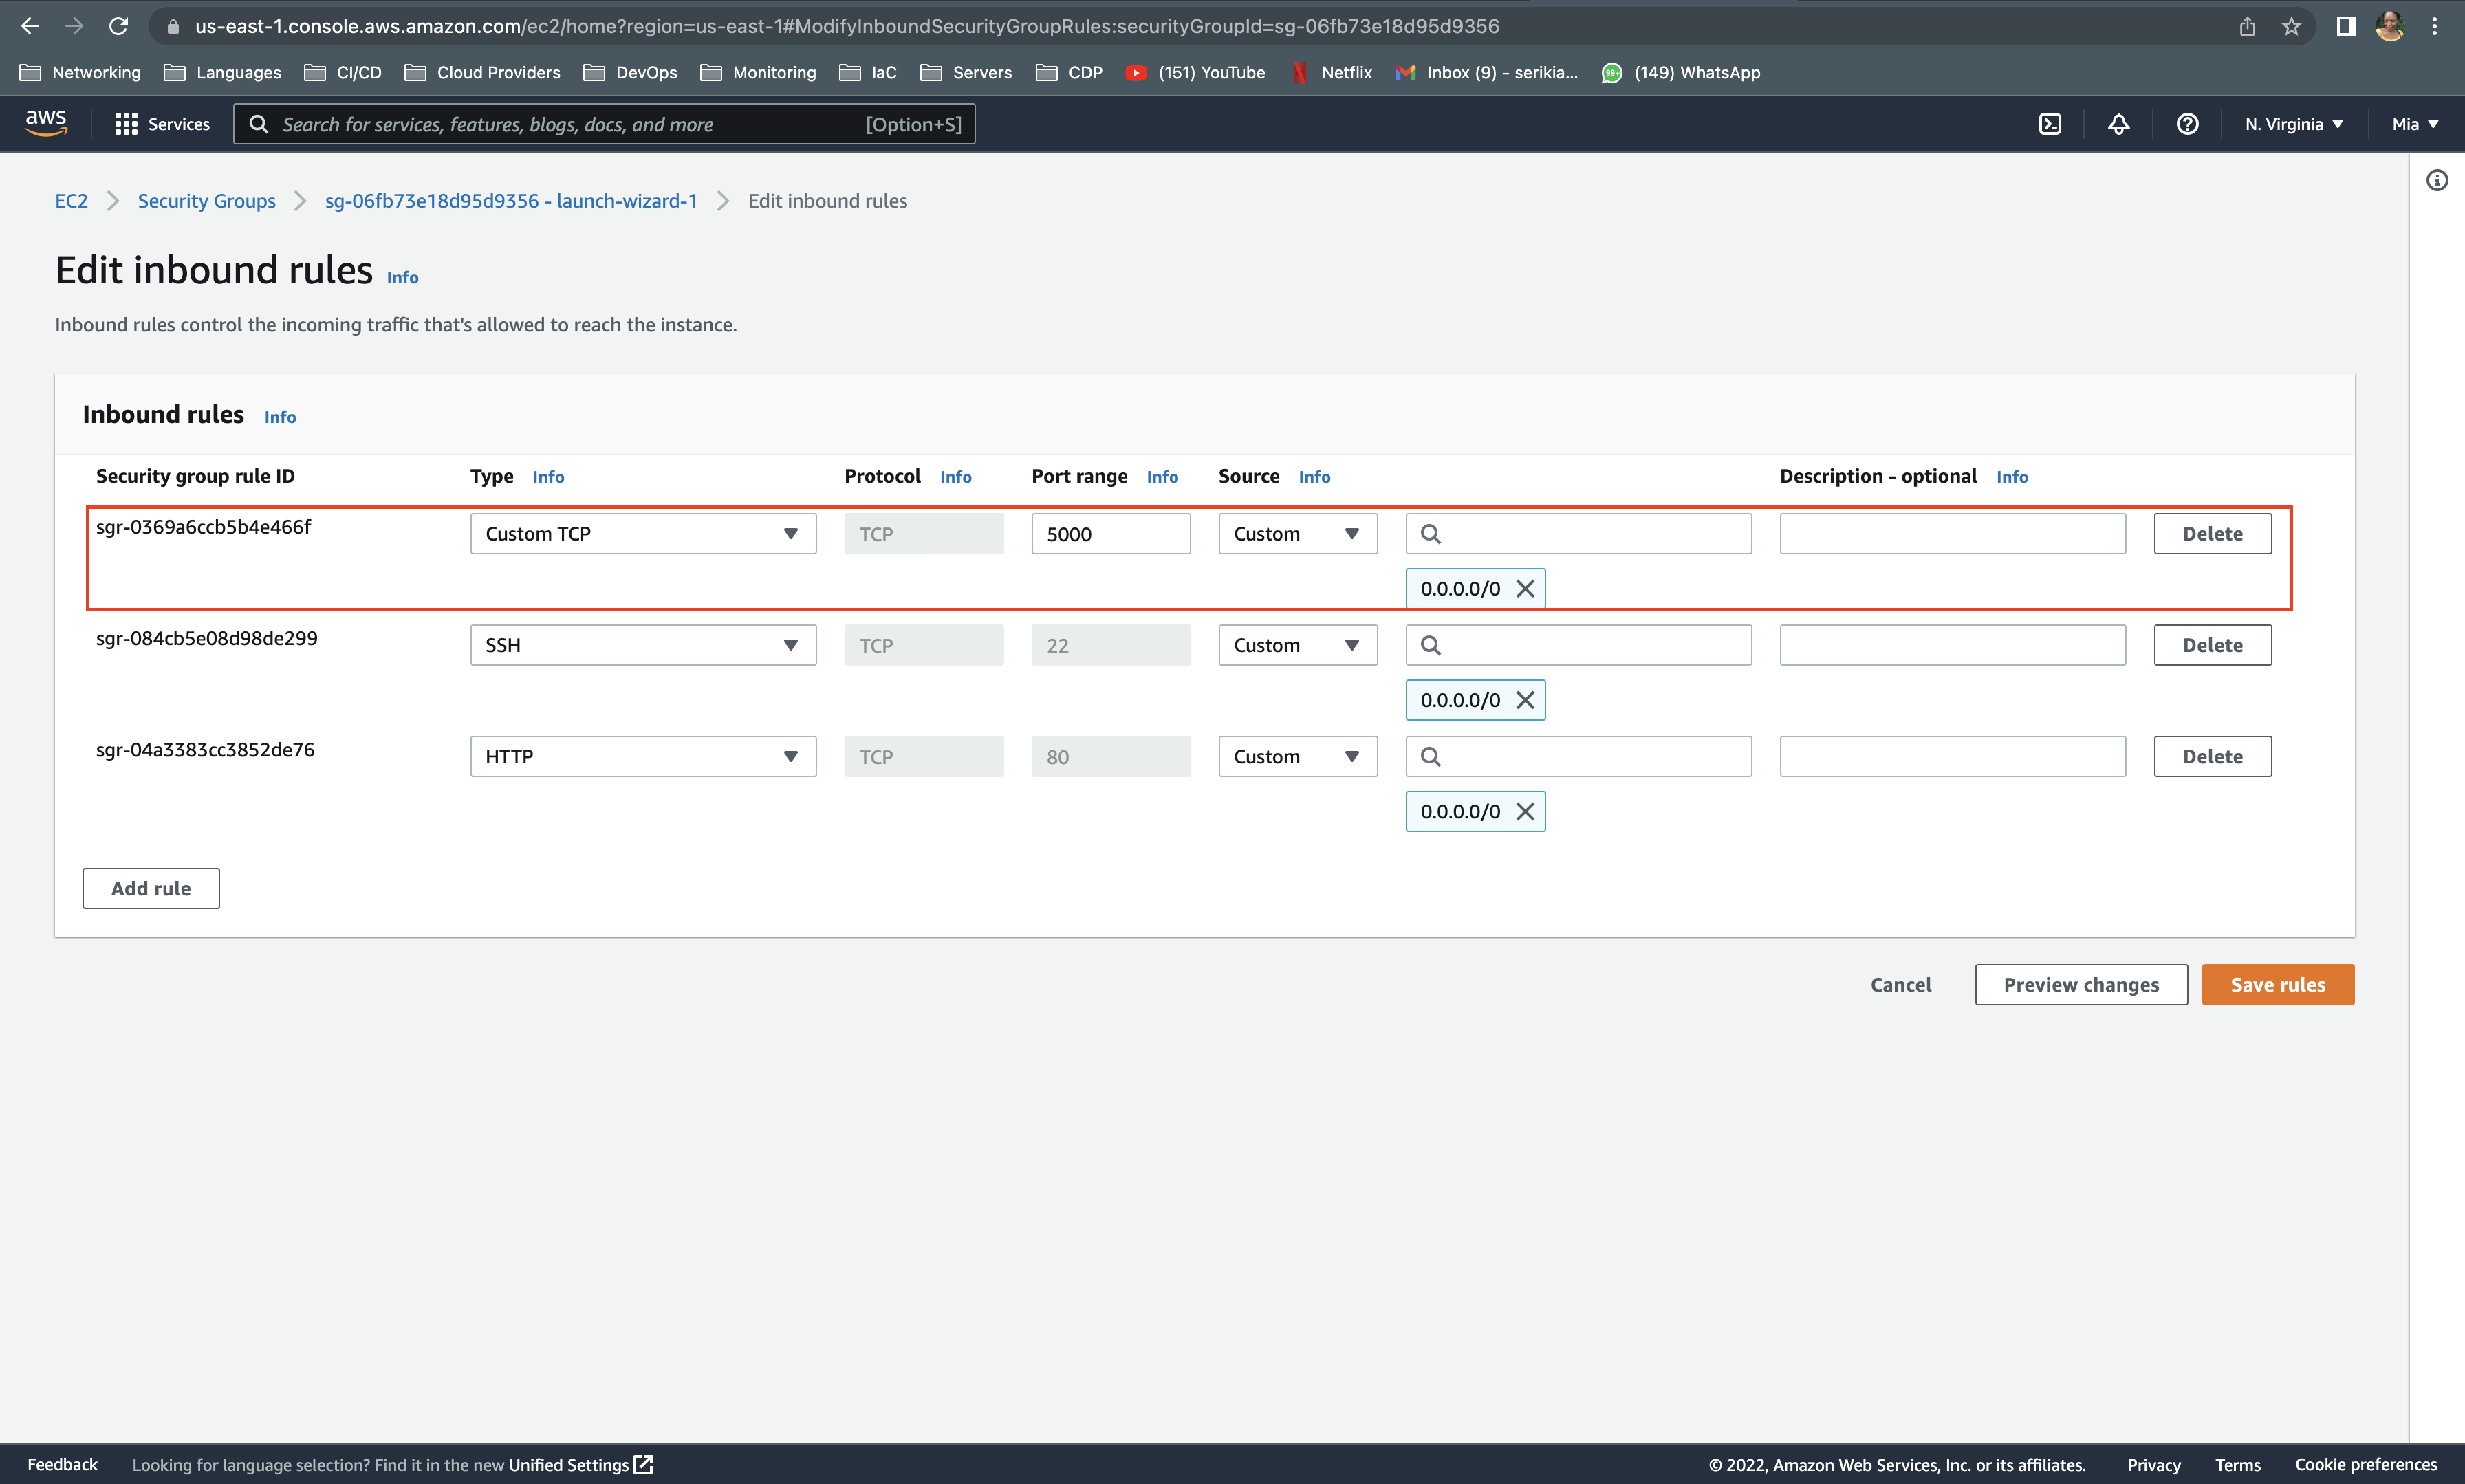 us-east-1.console.aws.amazon.com/ec2/home?region=us-east-1#ModifyInboundSecurityGroupRules:securityGroupId=sg-06fb73e18d95d9356
Networking Languages CI/CD Cloud Providers DevOps Monitoring IaC Servers CDP (151) YouTube Netflix Inbox (9) - serikia... 99+ (149) WhatsApp
aws Services Search for services, features, blogs, docs, and more [Option+S] N. Virginia Mia
EC2 Security Groups sg-06fb73e18d95d9356 - launch-wizard-1 Edit inbound rules
Edit inbound rules Info
Inbound rules control the incoming traffic that's allowed to reach the instance.
Inbound rules Info
Security group rule ID Type Info Protocol Info Port range Info Source Info Description - optional Info
sgr-0369a6ccb5b4e466f Custom TCP TCP 5000 Custom Delete
0.0.0.0/0
sgr-084cb5e08d98de299 SSH TCP 22 Custom Delete
0.0.0.0/0
sgr-04a3383cc3852de76 HTTP TCP 80 Custom Delete
0.0.0.0/0
Add rule
Cancel Preview changes Save rules
Feedback Looking for language selection? Find it in the new Unified Settings © 2022, Amazon Web Services, Inc. or its affiliates. Privacy Terms Cookie preferences